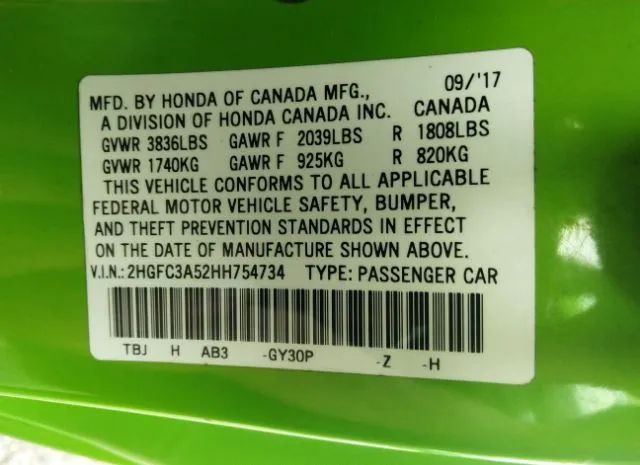 09/'17
MFD. BY HONDA OF CANADA MFG.,
A DIVISION OF HONDA CANADA INC. CANADA
GVWR 3836LBS GAWR F 2039LBS R 1808LBS
GVWR 1740KG GAWR F 925KG R 820KG
THIS VEHICLE CONFORMS TO ALL APPLICABLE
FEDERAL MOTOR VEHICLE SAFETY, BUMPER,
AND THEFT PREVENTION STANDARDS IN EFFECT
ON THE DATE OF MANUFACTURE SHOWN ABOVE.
V.I.N.: 2HGFC3A52HH754734 TYPE: PASSENGER CAR
TBJ H AB3 -GY30P -Z -H